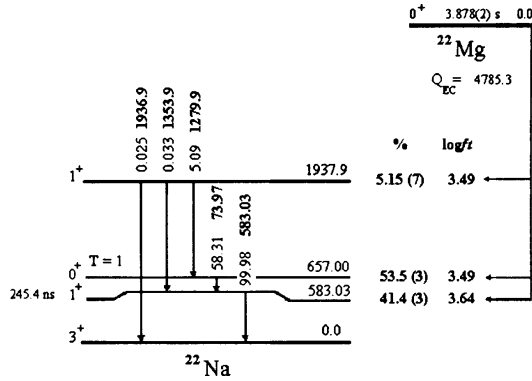 0+ 3.878(2) s 0.0
22Mg
QEC = 4785.3
0.025 1936.9
0.033 1353.9
5.09 1279.9
% logft
1+ 1937.9 5.15 (7) 3.49
58.31 73.97
99.98 583.03
0+ T = 1 657.00 53.5 (3) 3.49
245.4 ns 1+ 583.03 41.4 (3) 3.64
3+ 0.0
22Na